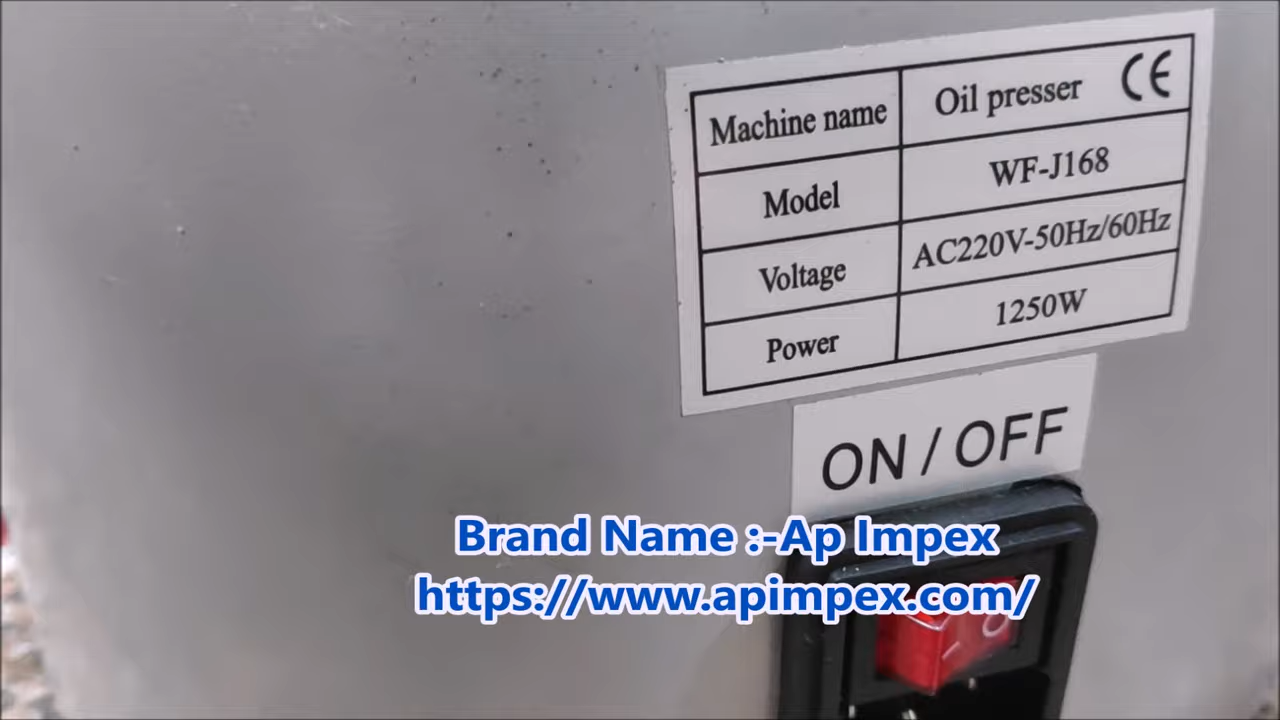 Machine name Oil presser CE
Model WF-J168
Voltage AC220V-50Hz/60Hz
Power 1250W
ON / OFF
Brand Name :-Ap Impex
https://www.apimpex.com/